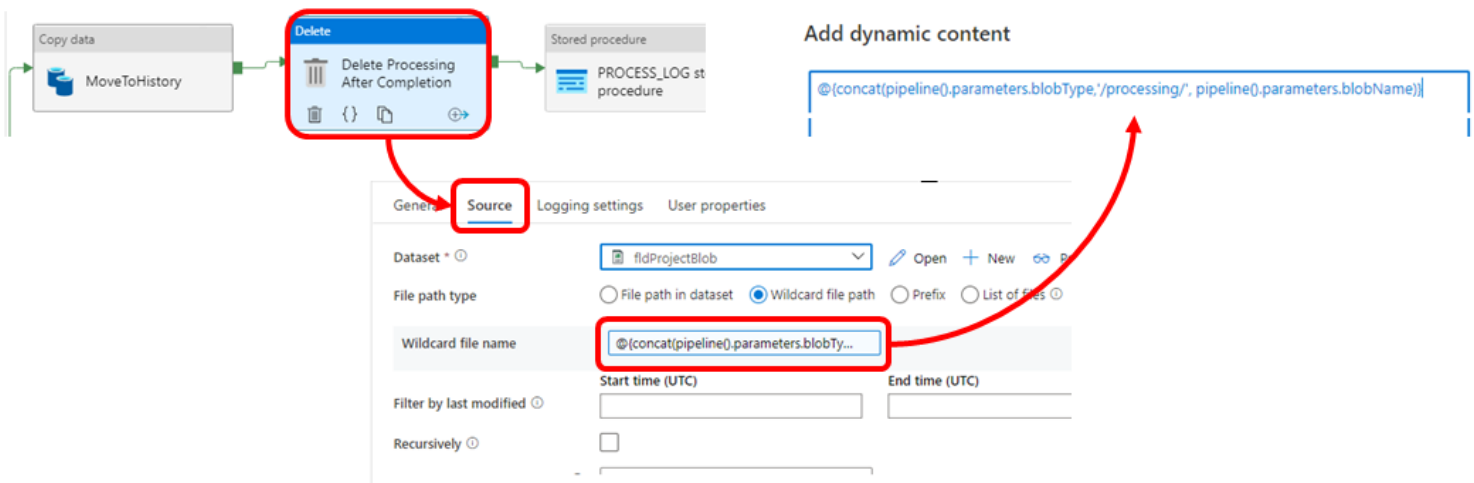 Copy data
MoveToHistory
Delete
Delete Processing
After Completion
{}
Stored procedure
PROCESS_LOG st
procedure
Add dynamic content
@{concat(pipeline().parameters.blobType,'/processing/', pipeline().parameters.blobName)}
Source
Logging settings
User properties
Dataset *
fldProjectBlob
Open
New
File path type
File path in dataset
Wildcard file path
Prefix
List of files
Wildcard file name
@{concat(pipeline().parameters.blobTy...
Start time (UTC)
End time (UTC)
Filter by last modified
Recursively